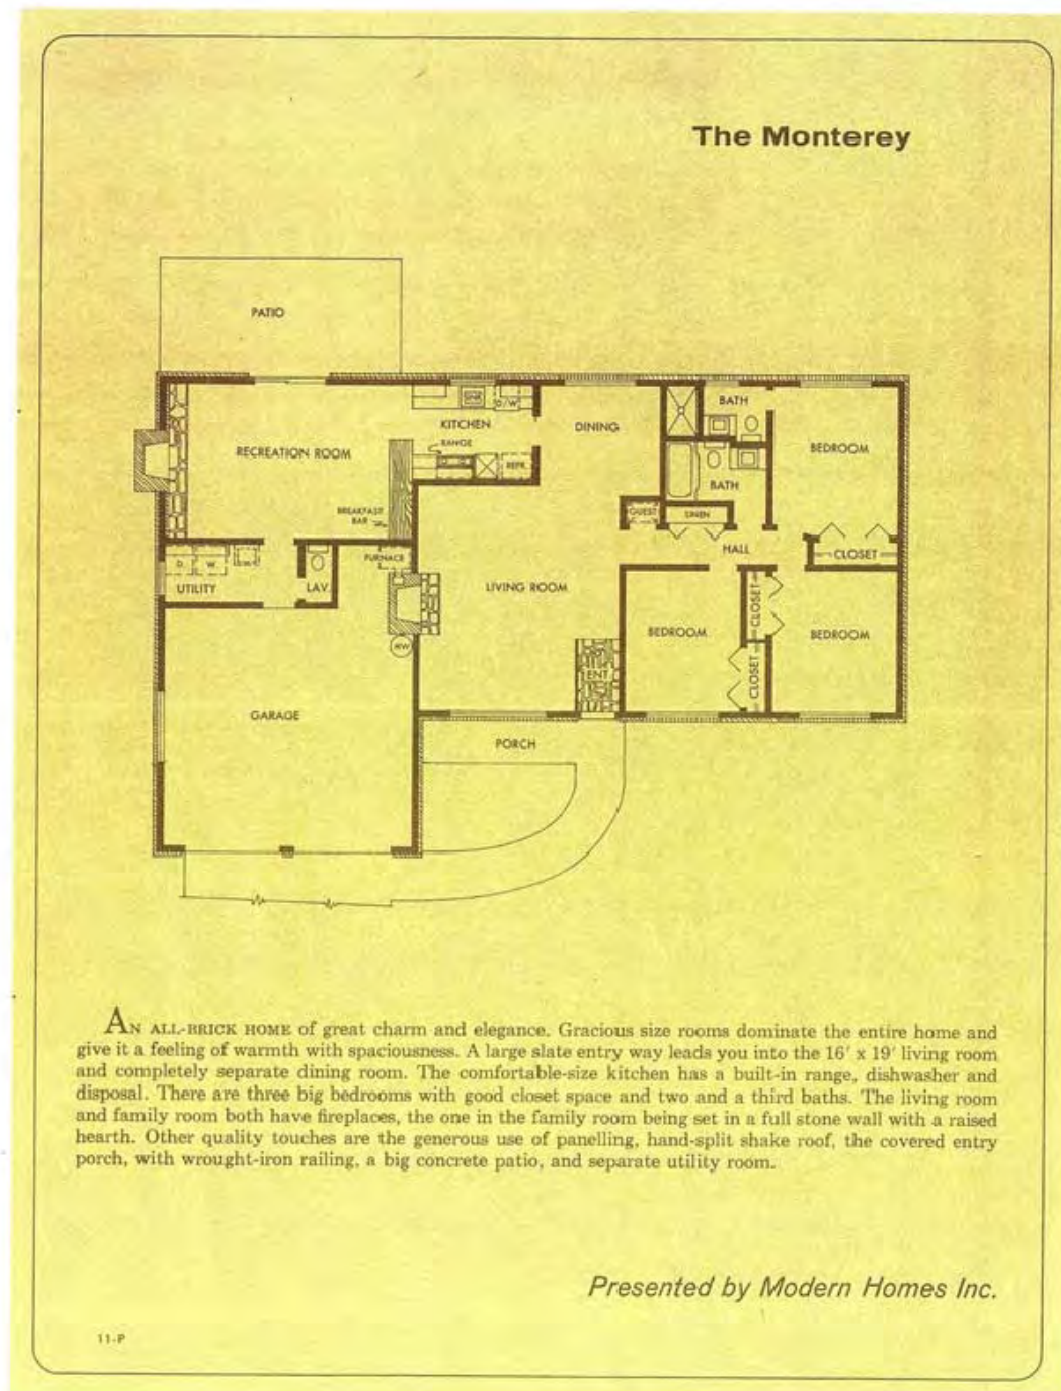 The Monterey
PATIO
SINK
D/W
KITCHEN
RANGE
REFR.
DINING
BATH
BEDROOM
RECREATION ROOM
BREAKFAST
BAR
BATH
GUEST
LINEN
HALL
CLOSET
D.
W.
UTILITY
LAV.
FURNACE
LIVING ROOM
BEDROOM
CLOSET
CLOSET
BEDROOM
HW
ENT.
GARAGE
PORCH
AN ALL-BRICK HOME of great charm and elegance. Gracious size rooms dominate the entire home and
give it a feeling of warmth with spaciousness. A large slate entry way leads you into the 16' x 19' living room
and completely separate dining room. The comfortable-size kitchen has a built-in range, dishwasher and
disposal. There are three big bedrooms with good closet space and two and a third baths. The living room
and family room both have fireplaces, the one in the family room being set in a full stone wall with a raised
hearth. Other quality touches are the generous use of panelling, hand-split shake roof, the covered entry
porch, with wrought-iron railing, a big concrete patio, and separate utility room.
Presented by Modern Homes Inc.
11-P